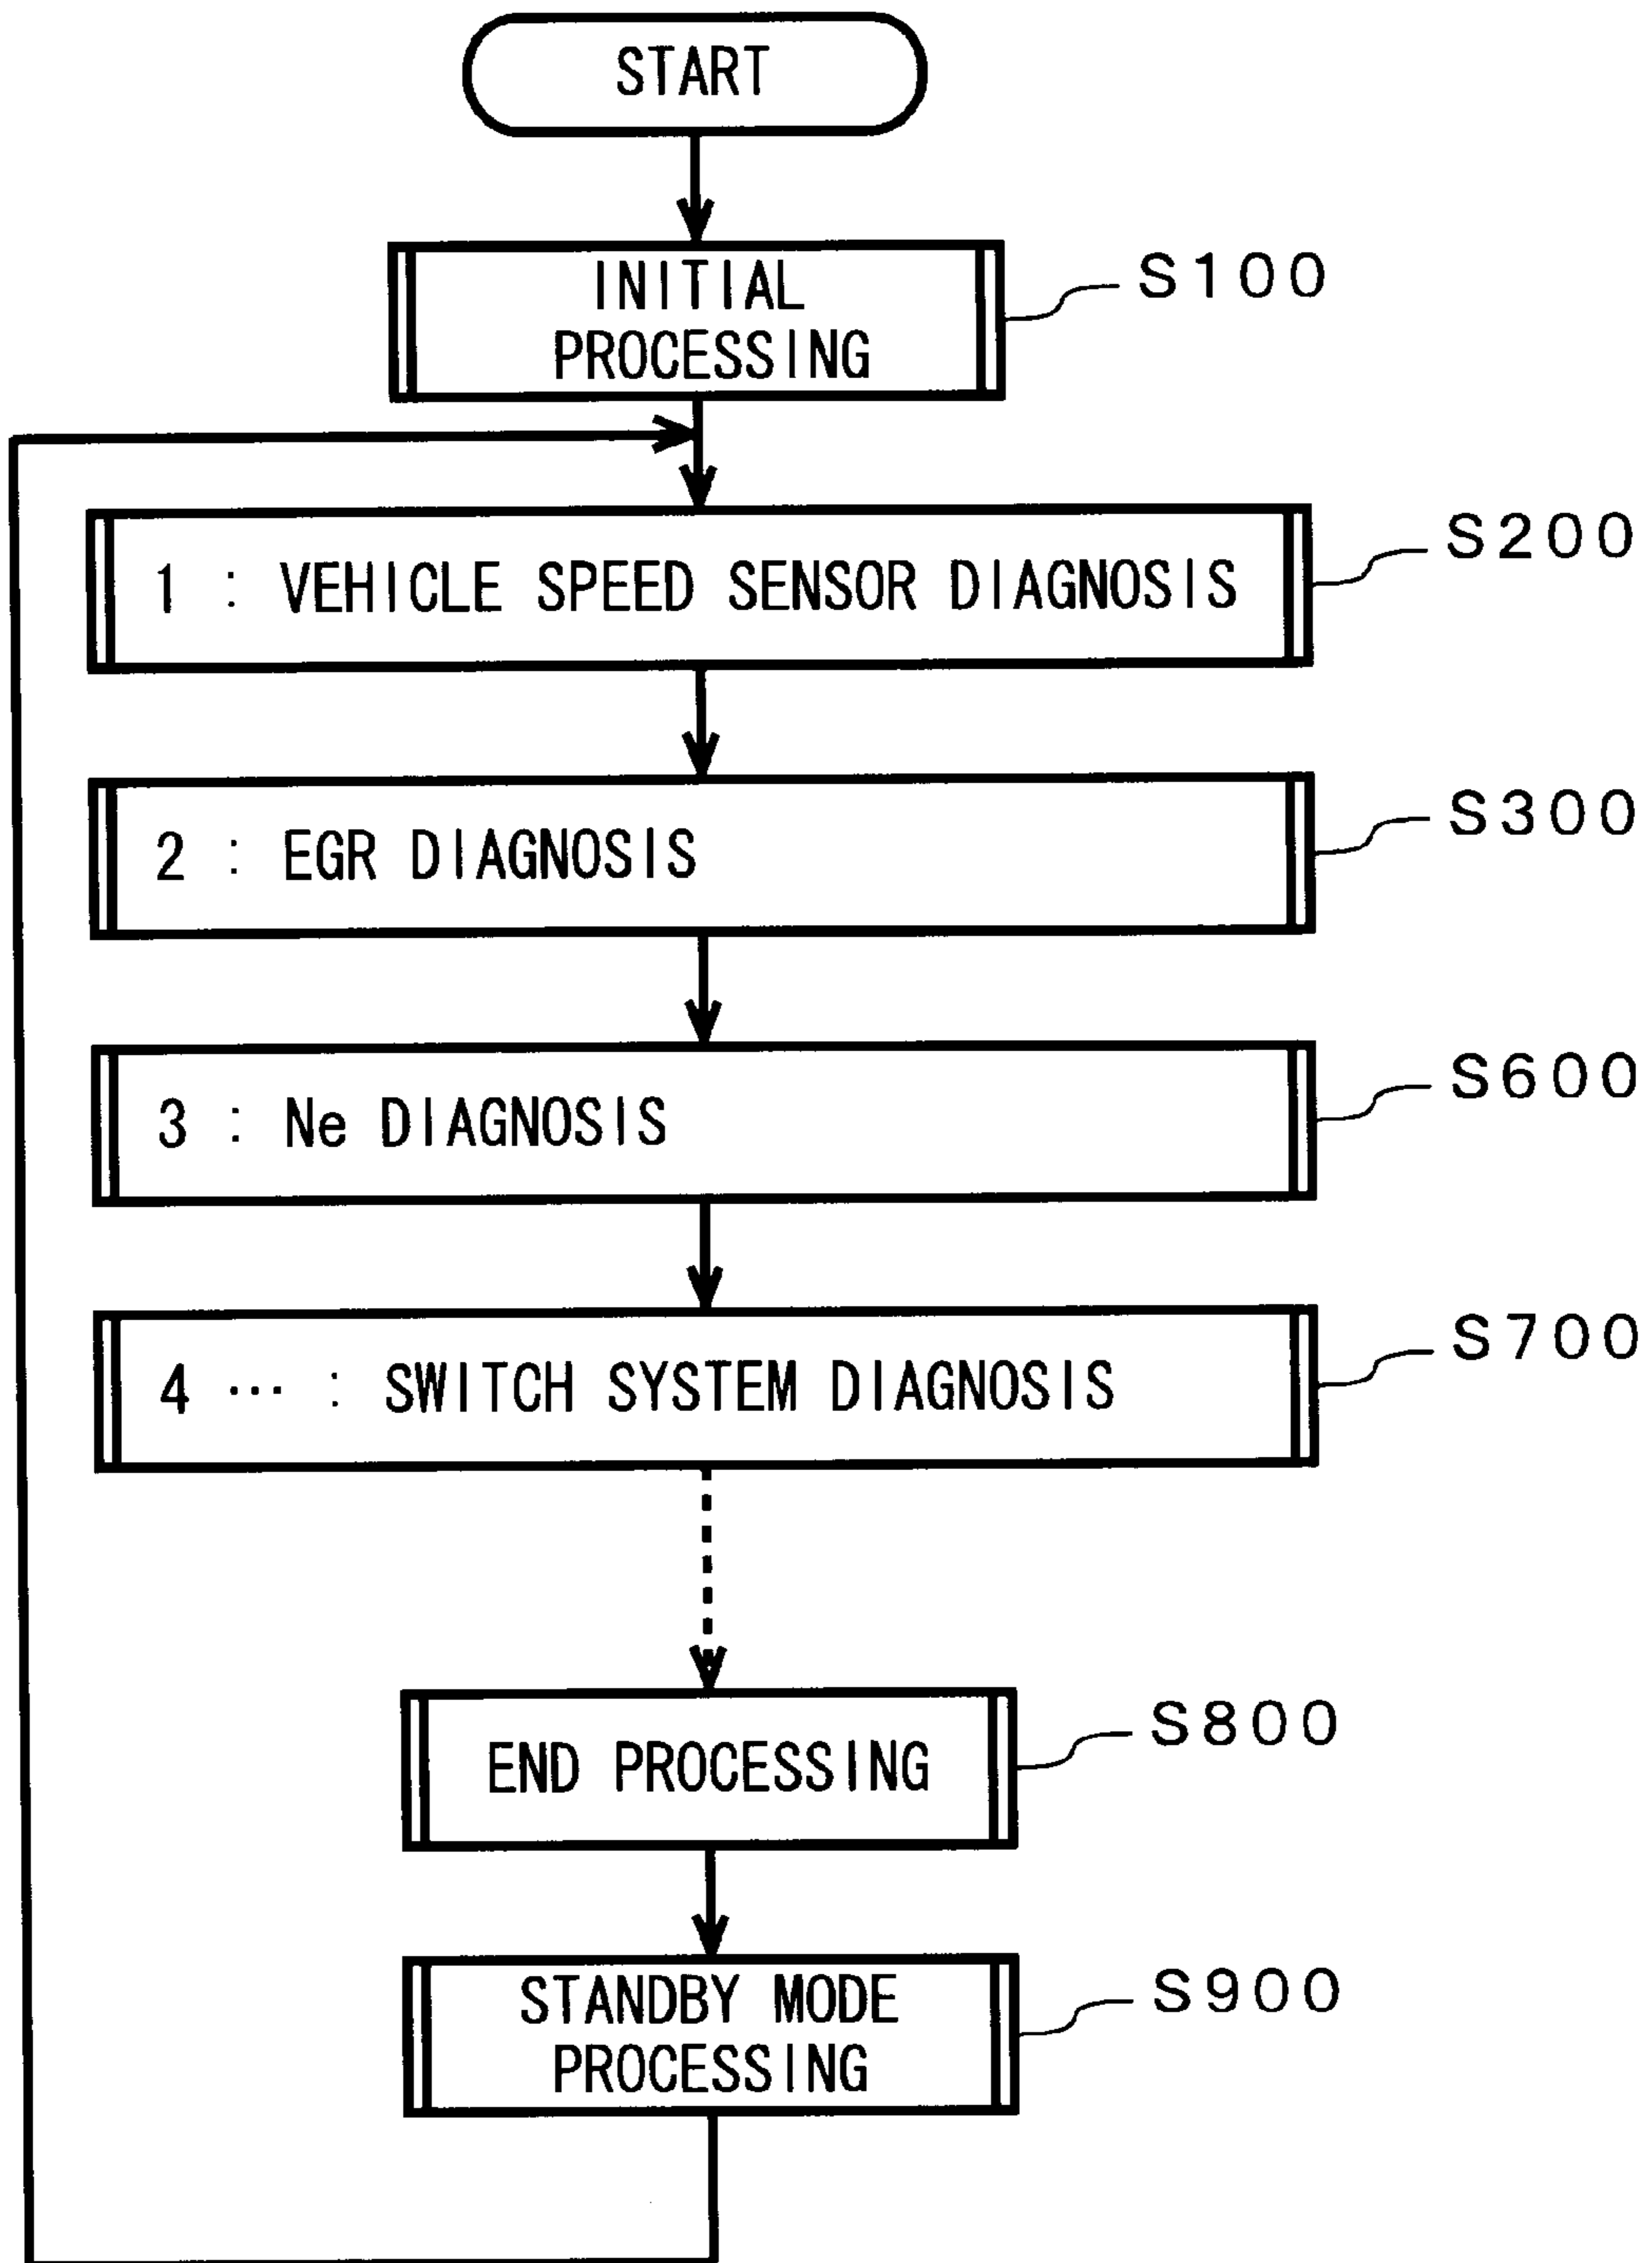 START
INITIAL
PROCESSING
S100
1 : VEHICLE SPEED SENSOR DIAGNOSIS
S200
2 : EGR DIAGNOSIS
S300
3 : Ne DIAGNOSIS
S600
4 ··· : SWITCH SYSTEM DIAGNOSIS
S700
END PROCESSING
S800
STANDBY MODE
PROCESSING
S900